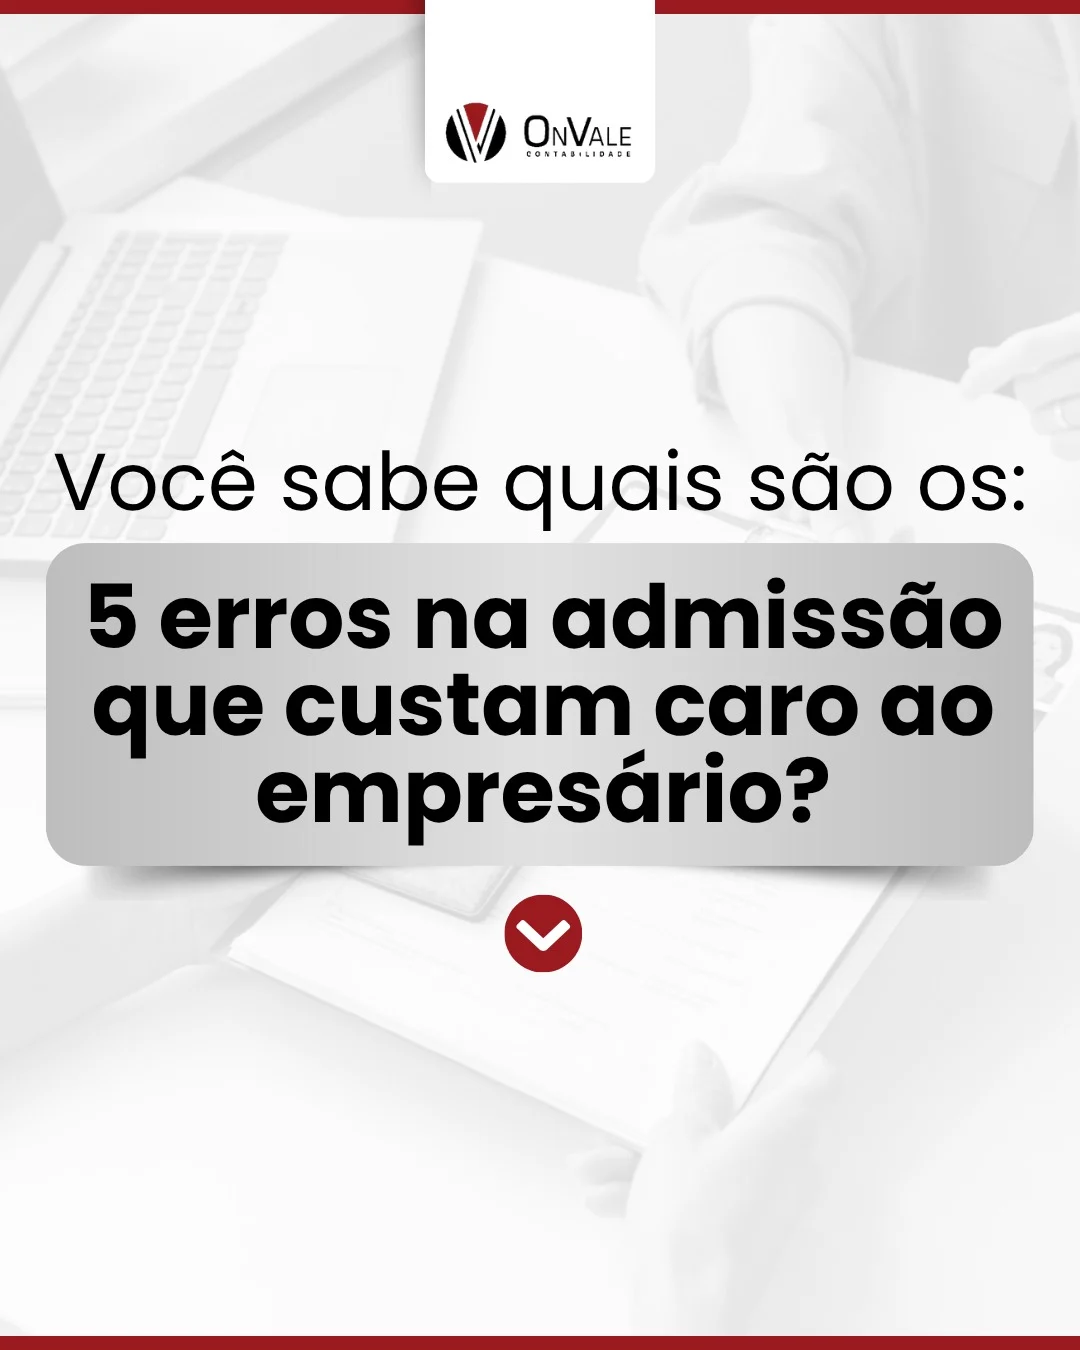 OnVale
CONTABILIDADE
Você sabe quais são os:
5 erros na admissão
que custam caro ao
empresário?